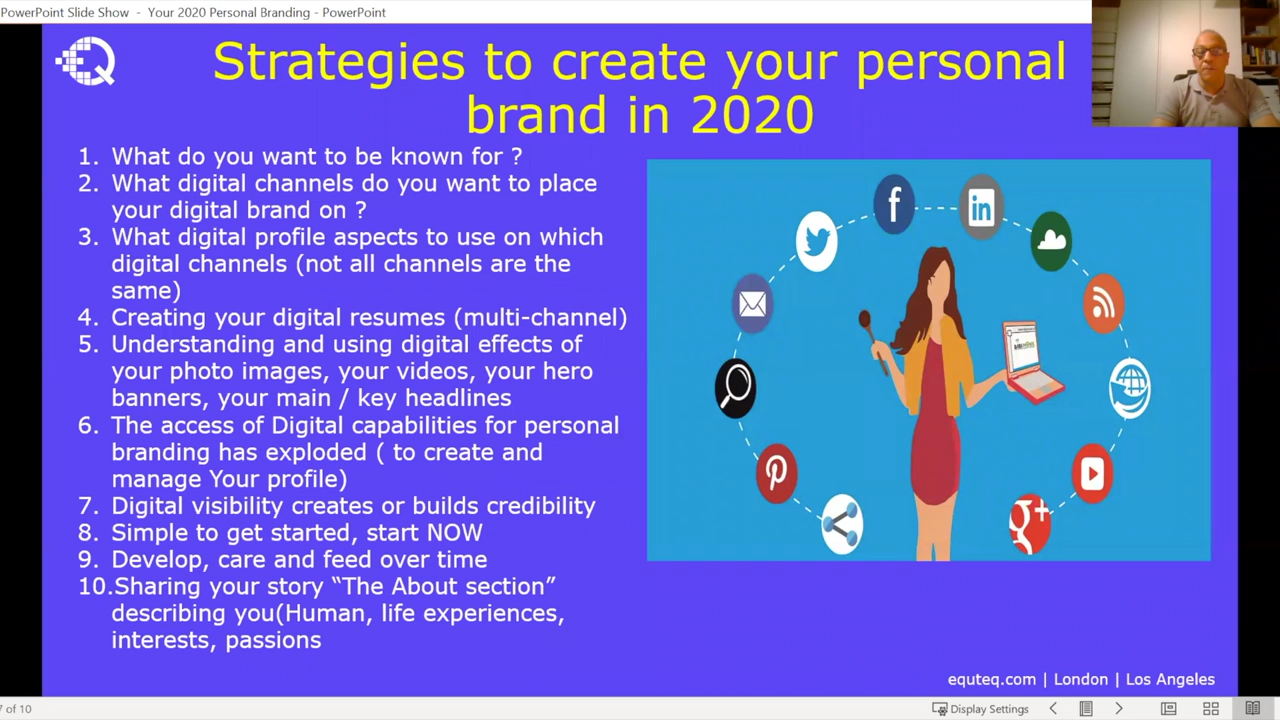 PowerPoint Slide Show - Your 2020 Personal Branding - PowerPoint
Strategies to create your personal
brand in 2020
1. What do you want to be known for ?
2. What digital channels do you want to place
your digital brand on ?
3. What digital profile aspects to use on which
digital channels (not all channels are the
same)
4. Creating your digital resumes (multi-channel)
5. Understanding and using digital effects of
your photo images, your videos, your hero
banners, your main / key headlines
6. The access of Digital capabilities for personal
branding has exploded ( to create and
manage Your profile)
7. Digital visibility creates or builds credibility
8. Simple to get started, start NOW
9. Develop, care and feed over time
10.Sharing your story “The About section”
describing you(Human, life experiences,
interests, passions
f
in
g+
equteq.com | London | Los Angeles
7 of 10
Display Settings